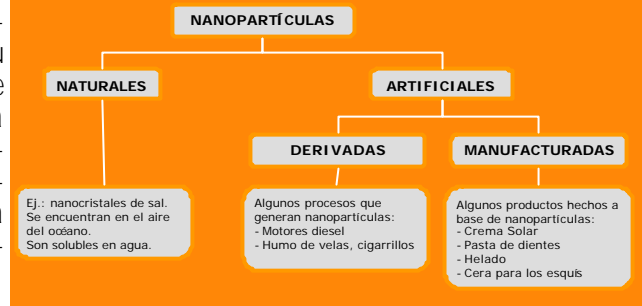 NANOPARTÍCULAS
NATURALES
ARTIFICIALES
DERIVADAS
MANUFACTURADAS
Ej.: nanocristales de sal.
Se encuentran en el aire
del océano.
Son solubles en agua.
Algunos procesos que
generan nanopartículas:
- Motores diesel
- Humo de velas, cigarrillos
Algunos productos hechos a
base de nanopartículas:
- Crema Solar
- Pasta de dientes
- Helado
- Cera para los esquís